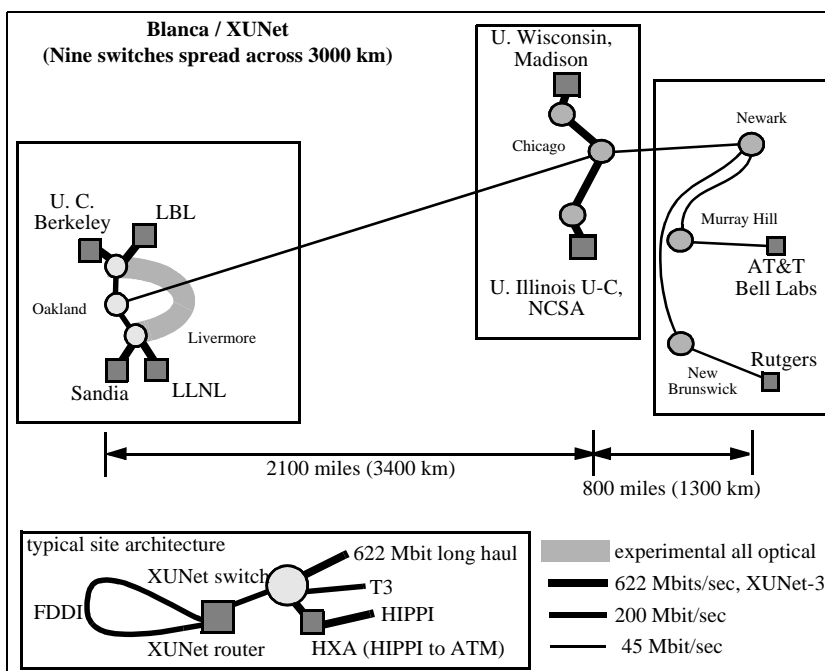 Blanca / XUNet
(Nine switches spread across 3000 km)
U. Wisconsin,
Madison
Chicago
U. Illinois U-C,
NCSA
Newark
Murray Hill
AT&T
Bell Labs
Rutgers
New
Brunswick
U. C.
Berkeley
LBL
Oakland
Livermore
Sandia
LLNL
2100 miles (3400 km)
800 miles (1300 km)
typical site architecture
622 Mbit long haul
XUNet switch
T3
FDDI
HIPPI
XUNet router
HXA (HIPPI to ATM)
experimental all optical
622 Mbits/sec, XUNet-3
200 Mbit/sec
45 Mbit/sec